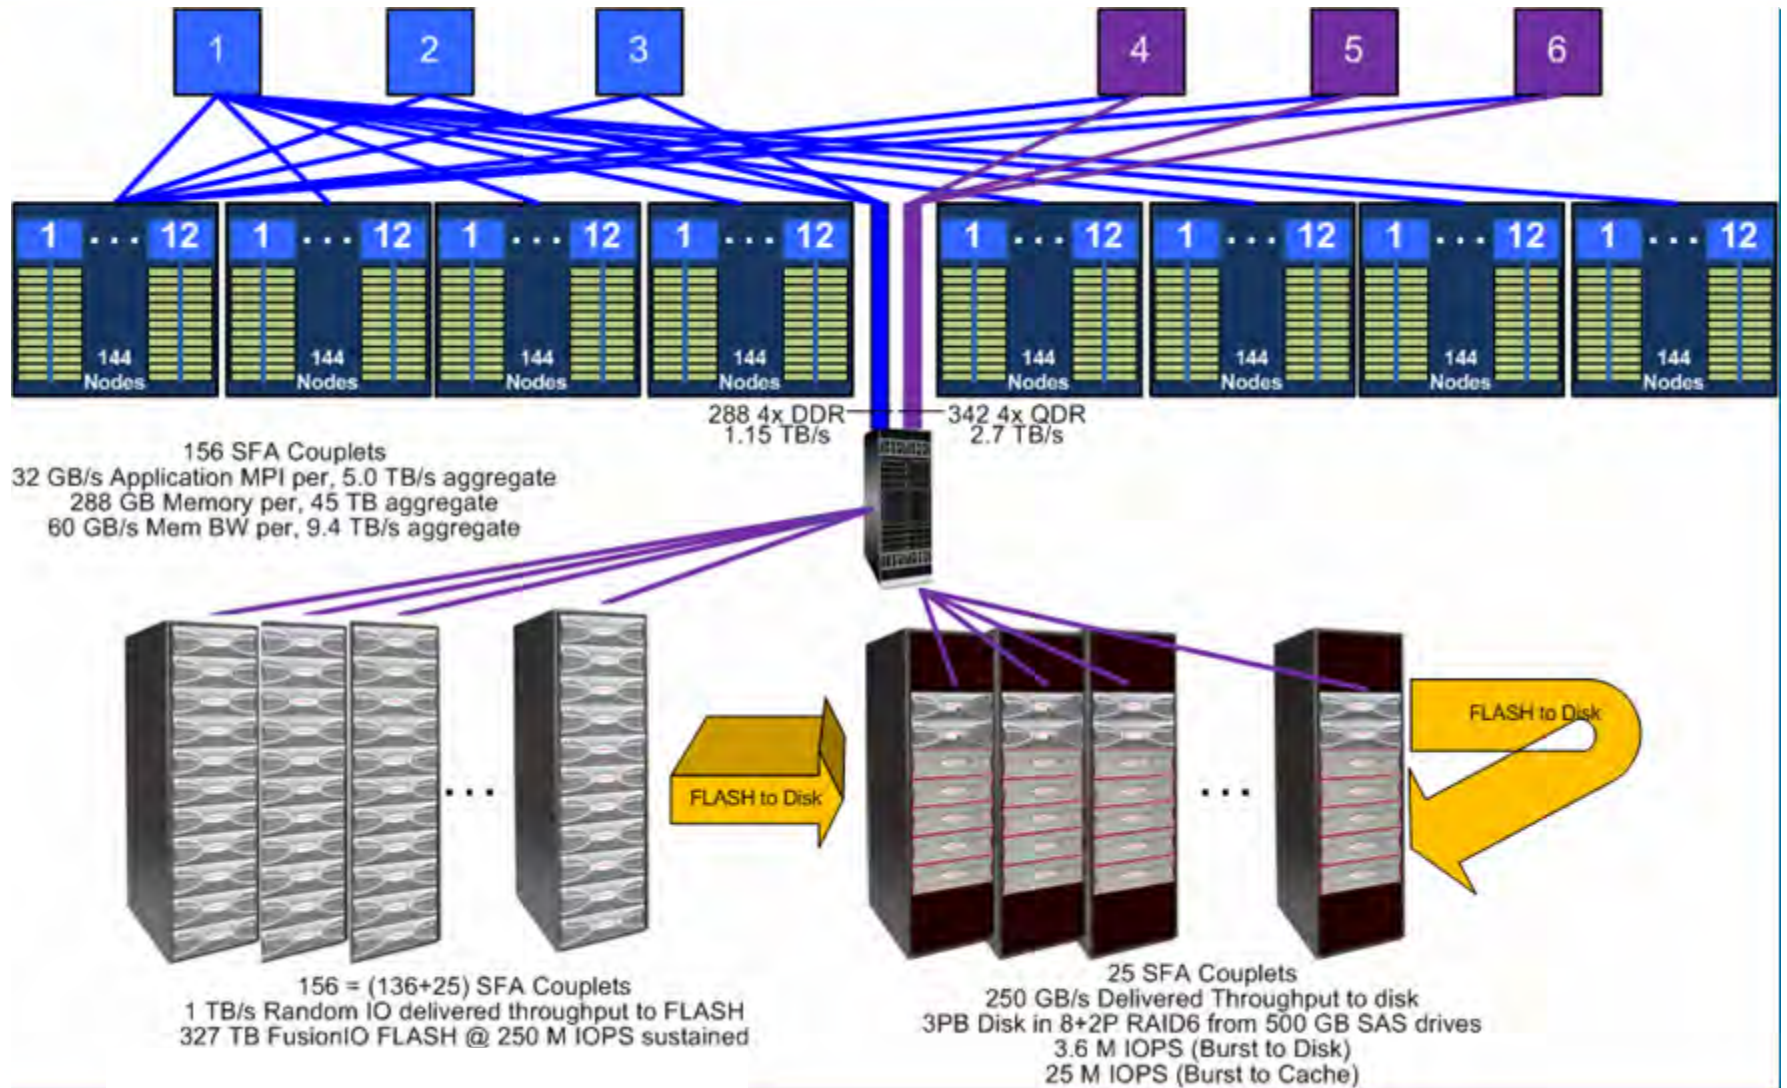 1
2
3
4
5
6
1 . . . 12
1 . . . 12
1 . . . 12
1 . . . 12
1 . . . 12
1 . . . 12
1 . . . 12
1 . . . 12
144
Nodes
144
Nodes
144
Nodes
144
Nodes
144
Nodes
144
Nodes
144
Nodes
144
Nodes
288 4x DDR
1.15 TB/s
342 4x QDR
2.7 TB/s
156 SFA Couplets
32 GB/s Application MPI per, 5.0 TB/s aggregate
288 GB Memory per, 45 TB aggregate
60 GB/s Mem BW per, 9.4 TB/s aggregate
FLASH to Disk
FLASH to Disk
. . .
. . .
156 = (136+25) SFA Couplets
1 TB/s Random IO delivered throughput to FLASH
327 TB FusionIO FLASH @ 250 M IOPS sustained
25 SFA Couplets
250 GB/s Delivered Throughput to disk
3PB Disk in 8+2P RAID6 from 500 GB SAS drives
3.6 M IOPS (Burst to Disk)
25 M IOPS (Burst to Cache)